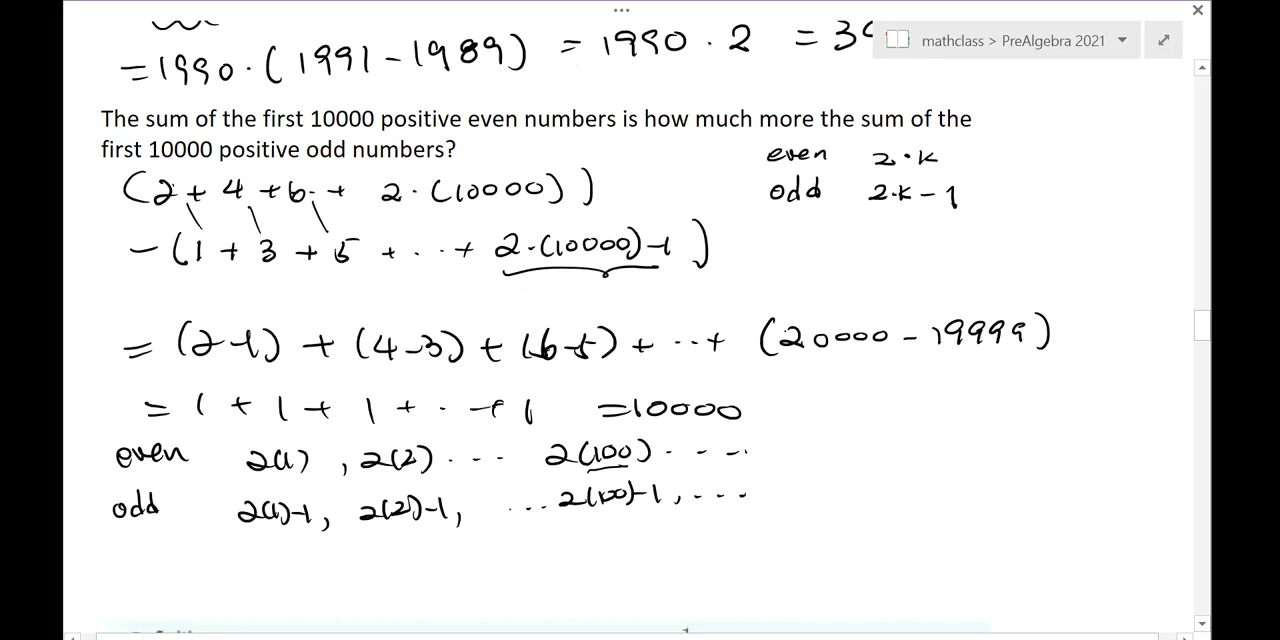 mathclass > PreAlgebra 2021
= 1990 · (1991 - 1989) = 1990 · 2 = 39
The sum of the first 10000 positive even numbers is how much more the sum of the
first 10000 positive odd numbers?
even 2·k
odd 2·k - 1
(2 + 4 + 6 + 2·(10000))
- (1 + 3 + 5 + ... + 2·(10000)-1)
= (2-1) + (4-3) + (6-5) + ... + (20000 - 19999)
= 1 + 1 + 1 + ... + 1 = 10000
even 2(1), 2(2) ... 2(100) ....
odd 2(1)-1, 2(2)-1, ... 2(100)-1, ....